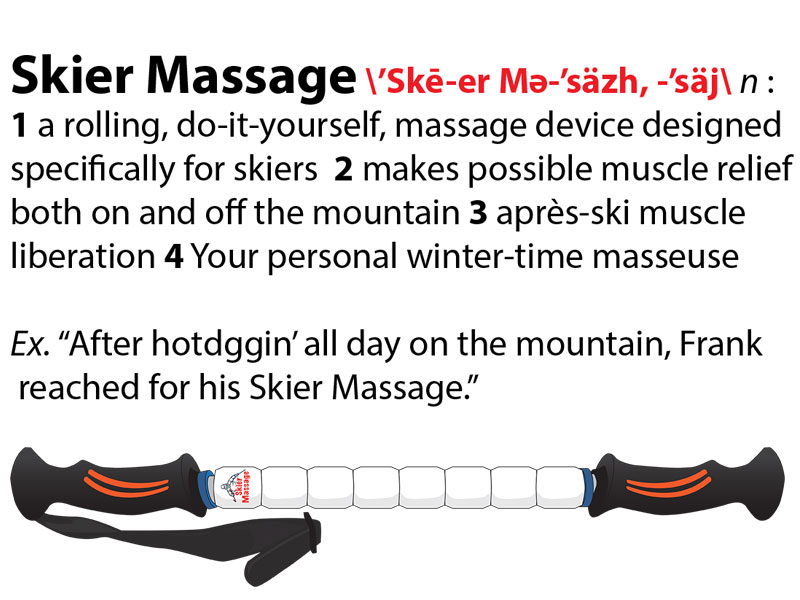 Skier Massage \’Skē-er Mə-’säzh, -’säj\ n :
1 a rolling, do-it-yourself, massage device designed
specifically for skiers 2 makes possible muscle relief
both on and off the mountain 3 après-ski muscle
liberation 4 Your personal winter-time masseuse
Ex. “After hotdggin’ all day on the mountain, Frank
reached for his Skier Massage.”
Skier
Massage